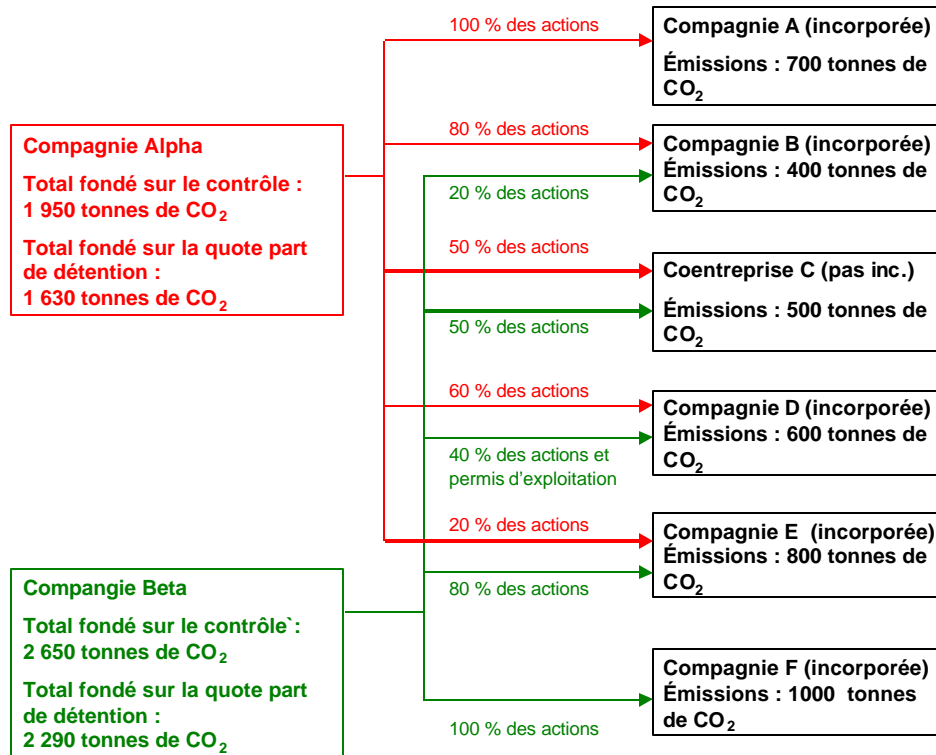 100 % des actions
Compagnie A (incorporée)
Émissions : 700 tonnes de
CO2
Compagnie Alpha
Total fondé sur le contrôle :
1 950 tonnes de CO2
Total fondé sur la quote part
de détention :
1 630 tonnes de CO2
80 % des actions
20 % des actions
Compagnie B (incorporée)
Émissions : 400 tonnes de
CO2
50 % des actions
50 % des actions
Coentreprise C (pas inc.)
Émissions : 500 tonnes de
CO2
60 % des actions
40 % des actions et
permis d'exploitation
Compagnie D (incorporée)
Émissions : 600 tonnes de
CO2
20 % des actions
80 % des actions
Compagnie E (incorporée)
Émissions : 800 tonnes de
CO2
Compangie Beta
Total fondé sur le contrôle`:
2 650 tonnes de CO2
Total fondé sur la quote part
de détention :
2 290 tonnes de CO2
100 % des actions
Compagnie F (incorporée)
Émissions : 1000 tonnes
de CO2